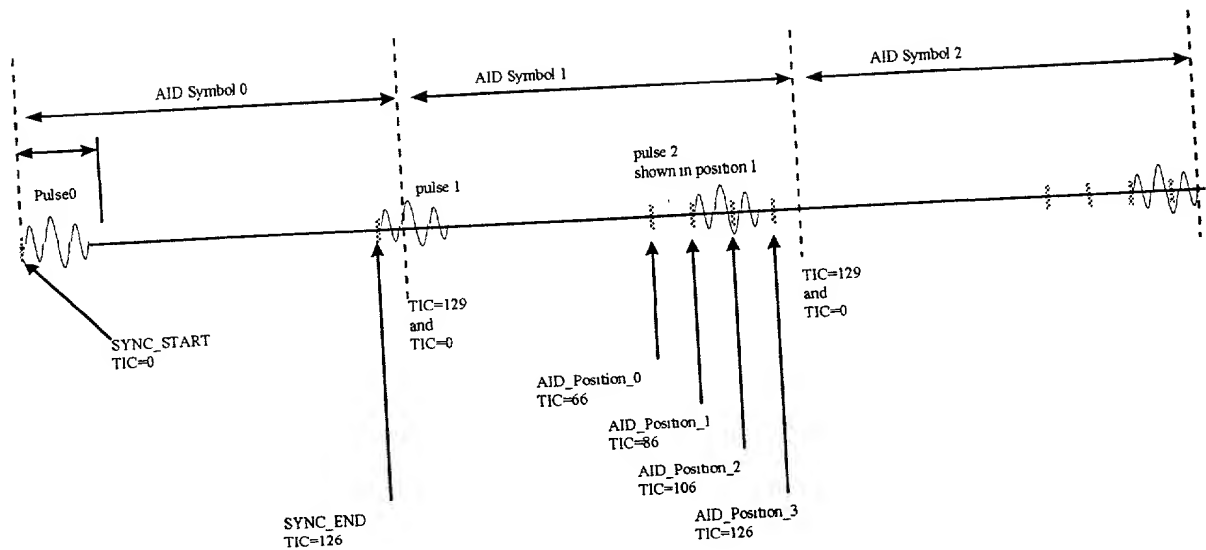 AID Symbol 0
AID Symbol 1
AID Symbol 2
Pulse0
pulse 1
pulse 2
shown in position 1
SYNC_START
TIC=0
TIC=129
and
TIC=0
TIC=129
and
TIC=0
AID_Position_0
TIC=66
AID_Position_1
TIC=86
AID_Position_2
TIC=106
SYNC_END
TIC=126
AID_Position_3
TIC=126